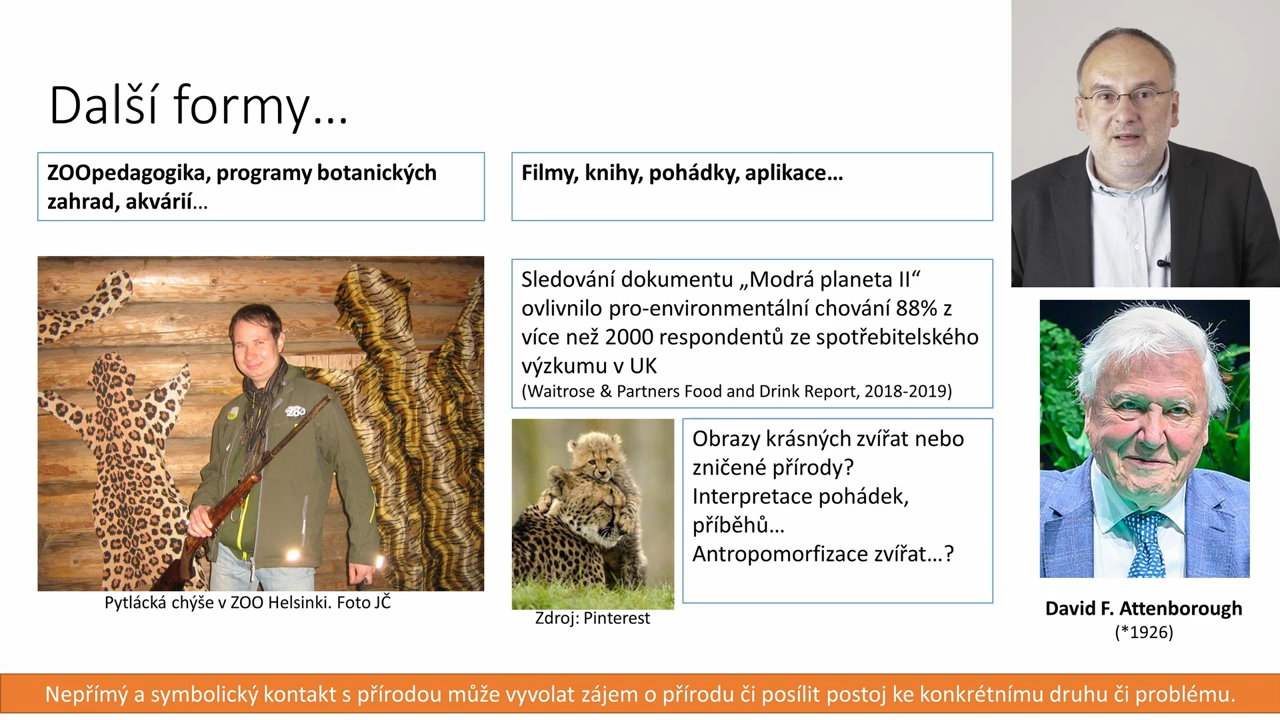 Další formy…
ZOOpedagogika, programy botanických
zahrad, akvárií…
Filmy, knihy, pohádky, aplikace…
Sledování dokumentu „Modrá planeta II“
ovlivnilo pro-environmentální chování 88% z
více než 2000 respondentů ze spotřebitelského
výzkumu v UK
(Waitrose & Partners Food and Drink Report, 2018-2019)
ZOO
Obrazy krásných zvířat nebo
zničené přírody?
Interpretace pohádek,
příběhů…
Antropomorfizace zvířat…?
Pytlácká chýše v ZOO Helsinki. Foto JČ
Zdroj: Pinterest
David F. Attenborough
(*1926)
Nepřímý a symbolický kontakt s přírodou může vyvolat zájem o přírodu či posílit postoj ke konkrétnímu druhu či problému.